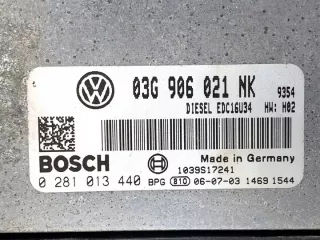 03G 906 021 NK 9354
DIESEL EDC16U34 HW: H02
BOSCH
Made in Germany
1039S17241
0 281 013 440 BPG 810 06-07-03 1469 1544